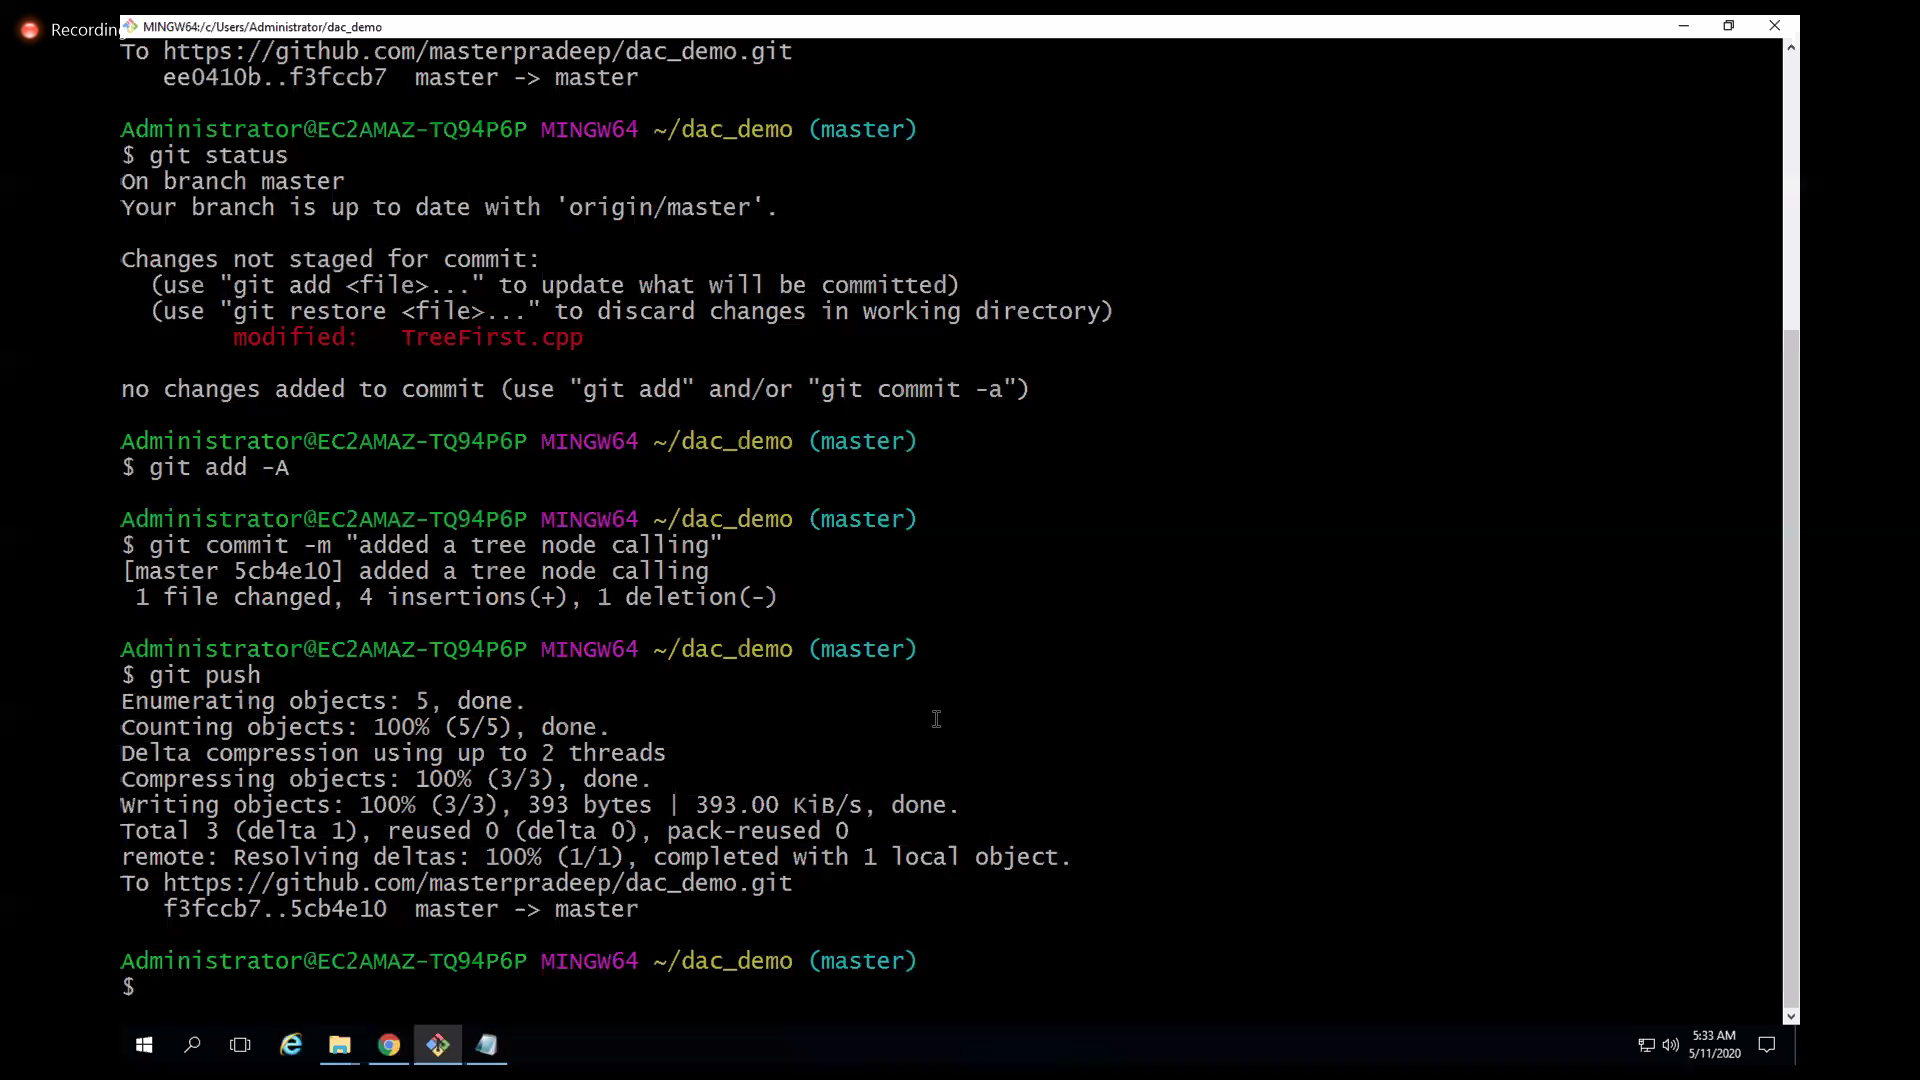 Recording
MINGW64:/c/Users/Administrator/dac_demo
To https://github.com/masterpradeep/dac_demo.git
ee0410b..f3fccb7 master -> master
Administrator@EC2AMAZ-TQ94P6P MINGW64 ~/dac_demo (master)
$ git status
On branch master
Your branch is up to date with 'origin/master'.
Changes not staged for commit:
(use "git add <file>..." to update what will be committed)
(use "git restore <file>..." to discard changes in working directory)
modified: TreeFirst.cpp
no changes added to commit (use "git add" and/or "git commit -a")
Administrator@EC2AMAZ-TQ94P6P MINGW64 ~/dac_demo (master)
$ git add -A
Administrator@EC2AMAZ-TQ94P6P MINGW64 ~/dac_demo (master)
$ git commit -m "added a tree node calling"
[master 5cb4e10] added a tree node calling
1 file changed, 4 insertions(+), 1 deletion(-)
Administrator@EC2AMAZ-TQ94P6P MINGW64 ~/dac_demo (master)
$ git push
Enumerating objects: 5, done.
Counting objects: 100% (5/5), done.
Delta compression using up to 2 threads
Compressing objects: 100% (3/3), done.
Writing objects: 100% (3/3), 393 bytes | 393.00 KiB/s, done.
Total 3 (delta 1), reused 0 (delta 0), pack-reused 0
remote: Resolving deltas: 100% (1/1), completed with 1 local object.
To https://github.com/masterpradeep/dac_demo.git
f3fccb7..5cb4e10 master -> master
Administrator@EC2AMAZ-TQ94P6P MINGW64 ~/dac_demo (master)
$
5:33 AM
5/11/2020